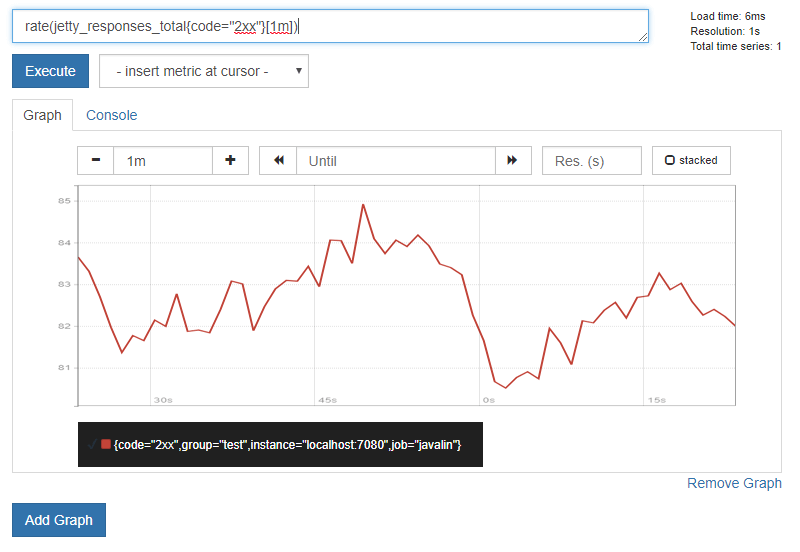 rate(jetty_responses_total{code="2xx"}[1m])
Load time: 6ms
Resolution: 1s
Total time series: 1
Execute
- insert metric at cursor -
Graph
Console
1m
Until
Res. (s)
stacked
85
84
83
82
81
30s
45s
0s
15s
{code="2xx",group="test",instance="localhost:7080",job="javalin"}
Remove Graph
Add Graph